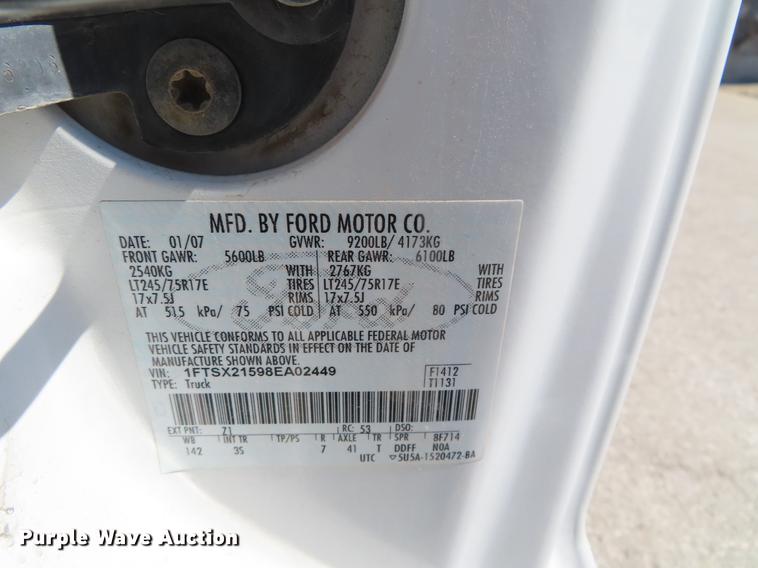 MFD. BY FORD MOTOR CO.
DATE: 01/07 GVWR: 9200LB/ 4173KG
FRONT GAWR: 5600LB REAR GAWR: 6100LB
2540KG WITH 2767KG WITH
LT245/75R17E TIRES LT245/75R17E TIRES
17x7.5J RIMS 17x7.5J RIMS
AT 515 kPa/ 75 PSI COLD AT 550 kPa/ 80 PSI COLD
Ford
THIS VEHICLE CONFORMS TO ALL APPLICABLE FEDERAL MOTOR
VEHICLE SAFETY STANDARDS IN EFFECT ON THE DATE OF
MANUFACTURE SHOWN ABOVE.
VIN: 1FTSX21598EA02449 F1412
TYPE: Truck T1131
EXT PNT: Z1 RC: 53 DSO:
WB INT TR TP/PS R AXLE TR SPR 8F714
142 3S 7 41 T DDFF NOA
UTC ▽5U5A-1520472-BA
Purple Wave Auction